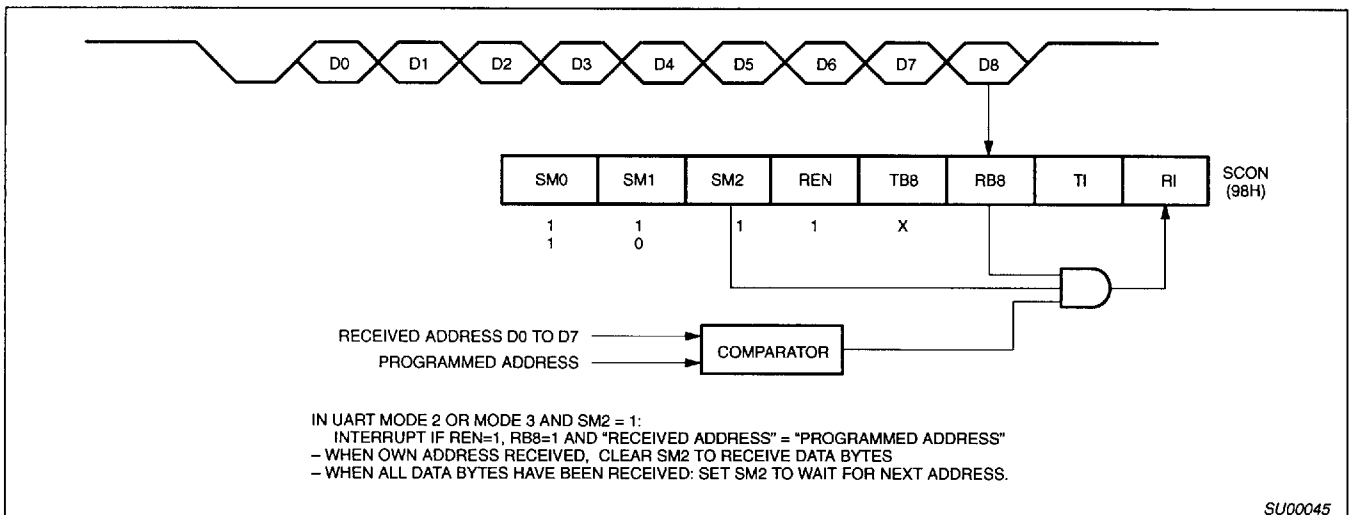 D0 D1 D2 D3 D4 D5 D6 D7 D8
SM0 SM1 SM2 REN TB8 RB8 TI RI
SCON
(98H)
1 1 1 1 X
1 0
RECEIVED ADDRESS D0 TO D7
PROGRAMMED ADDRESS
COMPARATOR
IN UART MODE 2 OR MODE 3 AND SM2 = 1:
INTERRUPT IF REN=1, RB8=1 AND “RECEIVED ADDRESS” = “PROGRAMMED ADDRESS”
– WHEN OWN ADDRESS RECEIVED, CLEAR SM2 TO RECEIVE DATA BYTES
– WHEN ALL DATA BYTES HAVE BEEN RECEIVED: SET SM2 TO WAIT FOR NEXT ADDRESS.
SU00045